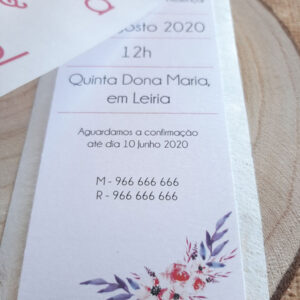 agosto 2020
12h
Quinta Dona Maria,
em Leiria
Aguardamos a confirmação
até dia 10 Junho 2020
M - 966 666 666
R - 966 666 666